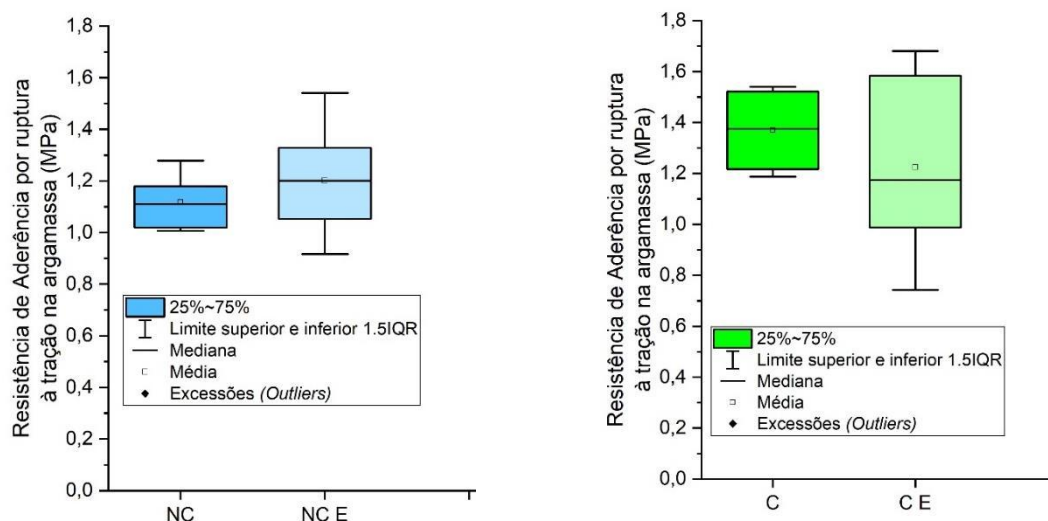 Resistência de Aderência por ruptura
à tração na argamassa (MPa)
1,8
1,6
1,4
1,2
1,0
0,8
0,6
0,4
0,2
0,0
25%~75%
Limite superior e inferior 1.5IQR
Mediana
Média
Excessões (Outliers)
NC
NC E
Resistência de Aderência por ruptura
à tração na argamassa (MPa)
1,8
1,6
1,4
1,2
1,0
0,8
0,6
0,4
0,2
0,0
25%~75%
Limite superior e inferior 1.5IQR
Mediana
Média
Excessões (Outliers)
C
C E